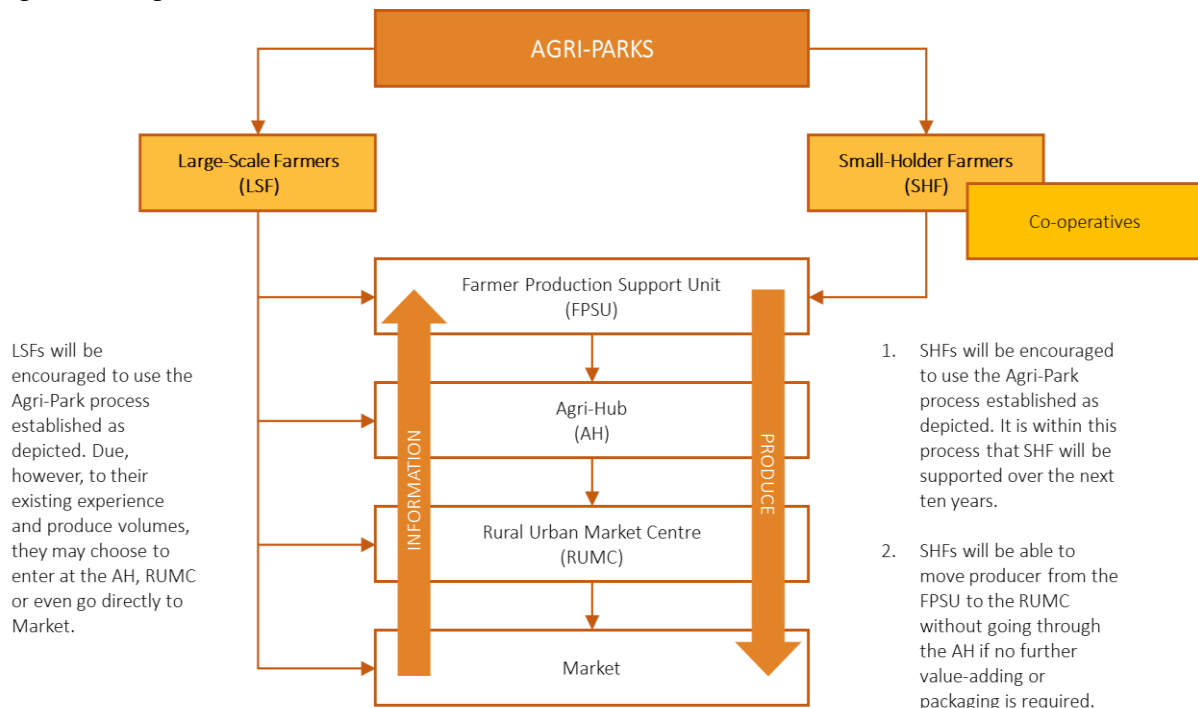 AGRI-PARKS
Large-Scale Farmers
(LSF)
Small-Holder Farmers
(SHF)
Co-operatives
Farmer Production Support Unit
(FPSU)
Agri-Hub
(AH)
Rural Urban Market Centre
(RUMC)
Market
INFORMATION
PRODUCE
LSFs will be
encouraged to use the
Agri-Park process
established as
depicted. Due,
however, to their
existing experience
and produce volumes,
they may choose to
enter at the AH, RUMC
or even go directly to
Market.
1. SHFs will be encouraged
to use the Agri-Park
process established as
depicted. It is within this
process that SHF will be
supported over the next
ten years.
2. SHFs will be able to
move producer from the
FPSU to the RUMC
without going through
the AH if no further
value-adding or
packaging is required.